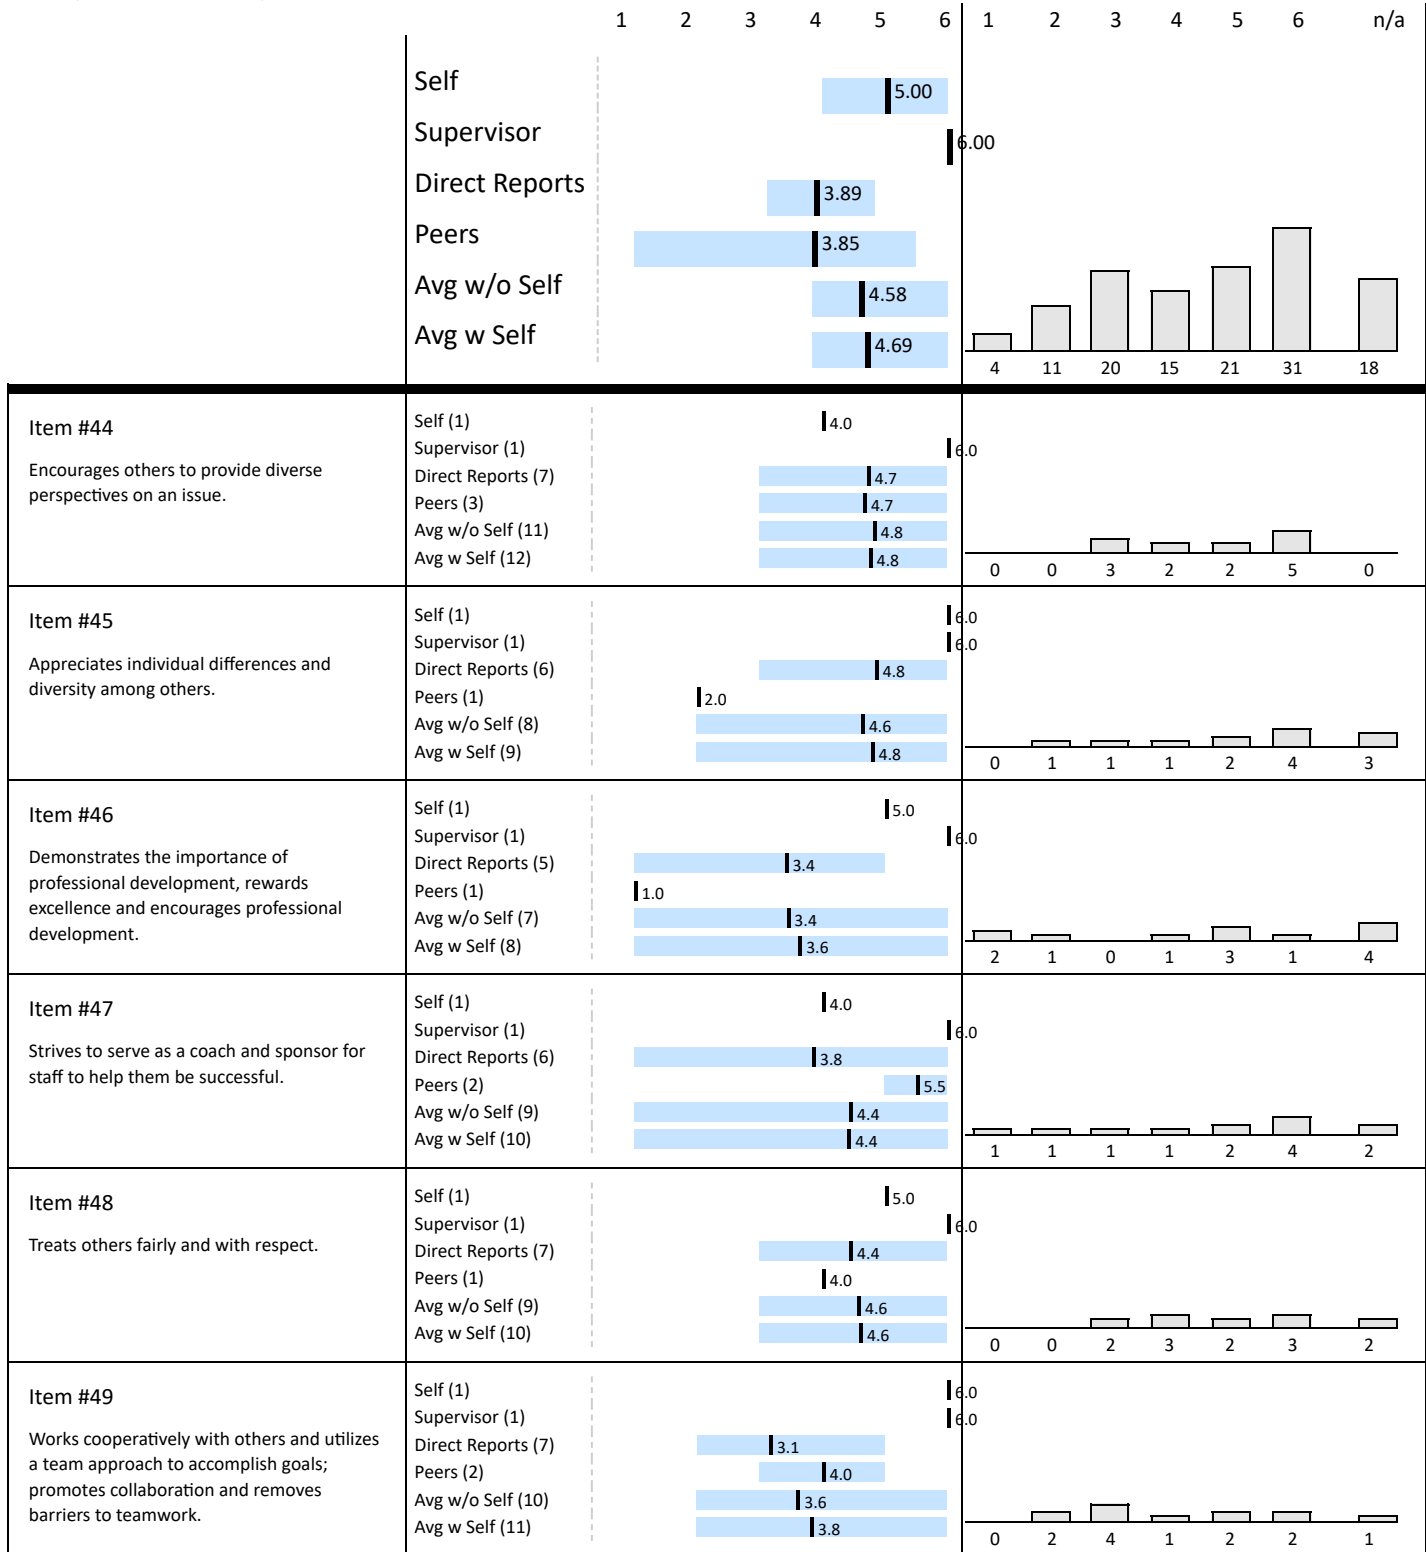 1 2 3 4 5 6 1 2 3 4 5 6 n/a
Self 5.00
Supervisor 6.00
Direct Reports 3.89
Peers 3.85
Avg w/o Self 4.58
Avg w Self 4.69
4 11 20 15 21 31 18
Item #44
Encourages others to provide diverse
perspectives on an issue.
Self (1) 4.0
Supervisor (1) 6.0
Direct Reports (7) 4.7
Peers (3) 4.7
Avg w/o Self (11) 4.8
Avg w Self (12) 4.8
0 0 3 2 2 5 0
Item #45
Appreciates individual differences and
diversity among others.
Self (1) 6.0
Supervisor (1) 6.0
Direct Reports (6) 4.8
Peers (1) 2.0
Avg w/o Self (8) 4.6
Avg w Self (9) 4.8
0 1 1 1 2 4 3
Item #46
Demonstrates the importance of
professional development, rewards
excellence and encourages professional
development.
Self (1) 5.0
Supervisor (1) 6.0
Direct Reports (5) 3.4
Peers (1) 1.0
Avg w/o Self (7) 3.4
Avg w Self (8) 3.6
2 1 0 1 3 1 4
Item #47
Strives to serve as a coach and sponsor for
staff to help them be successful.
Self (1) 4.0
Supervisor (1) 6.0
Direct Reports (6) 3.8
Peers (2) 5.5
Avg w/o Self (9) 4.4
Avg w Self (10) 4.4
1 1 1 1 2 4 2
Item #48
Treats others fairly and with respect.
Self (1) 5.0
Supervisor (1) 6.0
Direct Reports (7) 4.4
Peers (1) 4.0
Avg w/o Self (9) 4.6
Avg w Self (10) 4.6
0 0 2 3 2 3 2
Item #49
Works cooperatively with others and utilizes
a team approach to accomplish goals;
promotes collaboration and removes
barriers to teamwork.
Self (1) 6.0
Supervisor (1) 6.0
Direct Reports (7) 3.1
Peers (2) 4.0
Avg w/o Self (10) 3.6
Avg w Self (11) 3.8
0 2 4 1 2 2 1